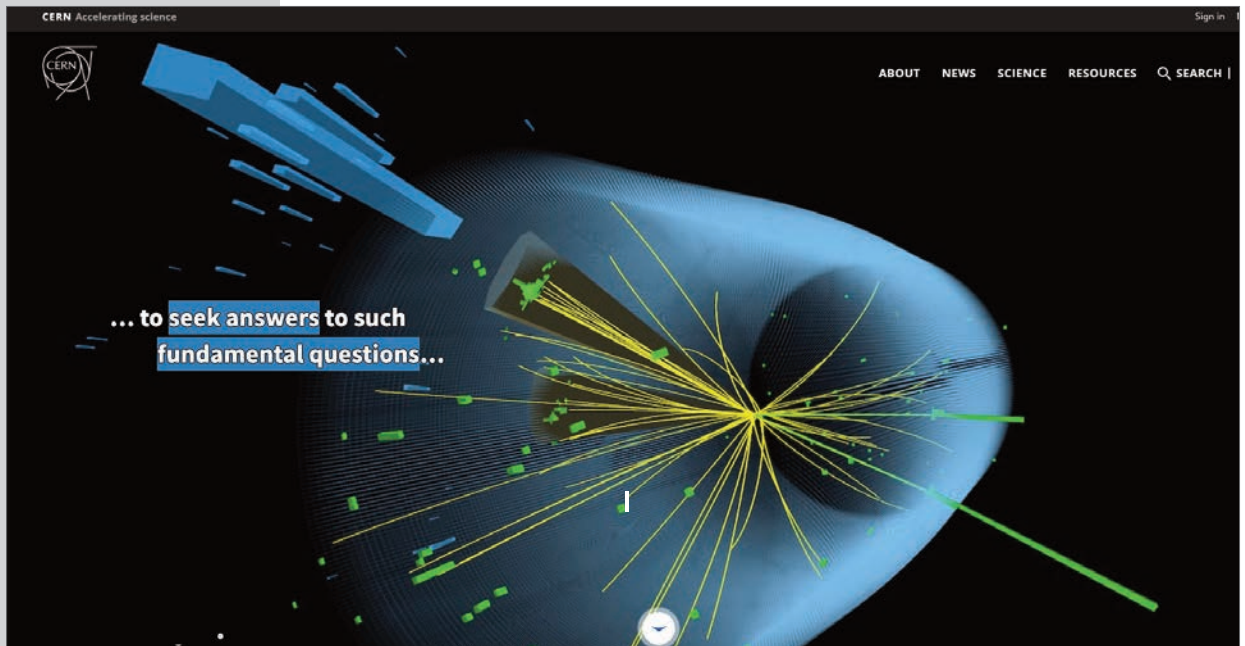 CERN Accelerating science
Sign in
CERN
ABOUT NEWS SCIENCE RESOURCES SEARCH |
... to seek answers to such
fundamental questions...